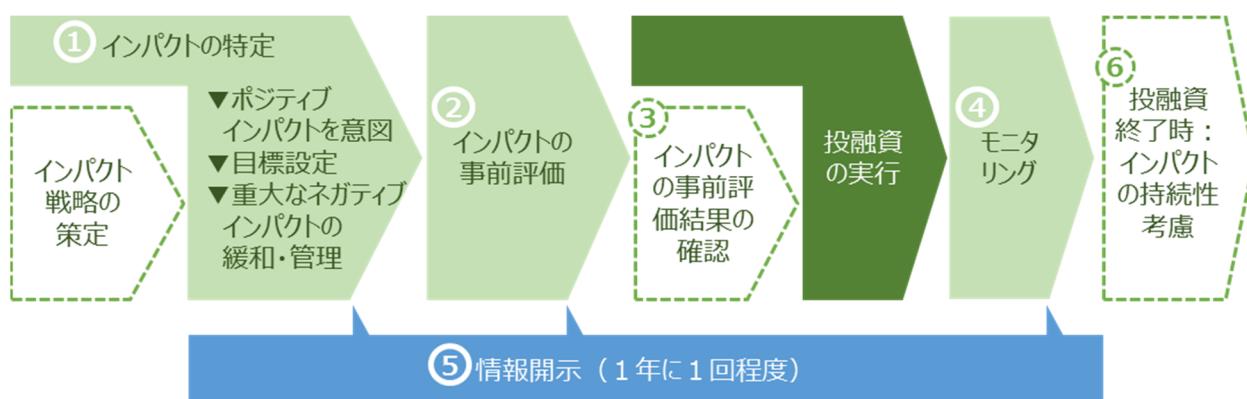 ① インパクトの特定
インパクト
戦略の
策定
▼ポジティブ
インパクトを意図
▼目標設定
▼重大なネガティブ
インパクトの
緩和・管理
②
インパクトの
事前評価
③
インパクト
の事前評
価結果の
確認
投融資
の実行
④
モニタ
リング
⑥
投融資
終了時：
インパクト
の持続性
考慮
⑤ 情報開示（１年に１回程度）